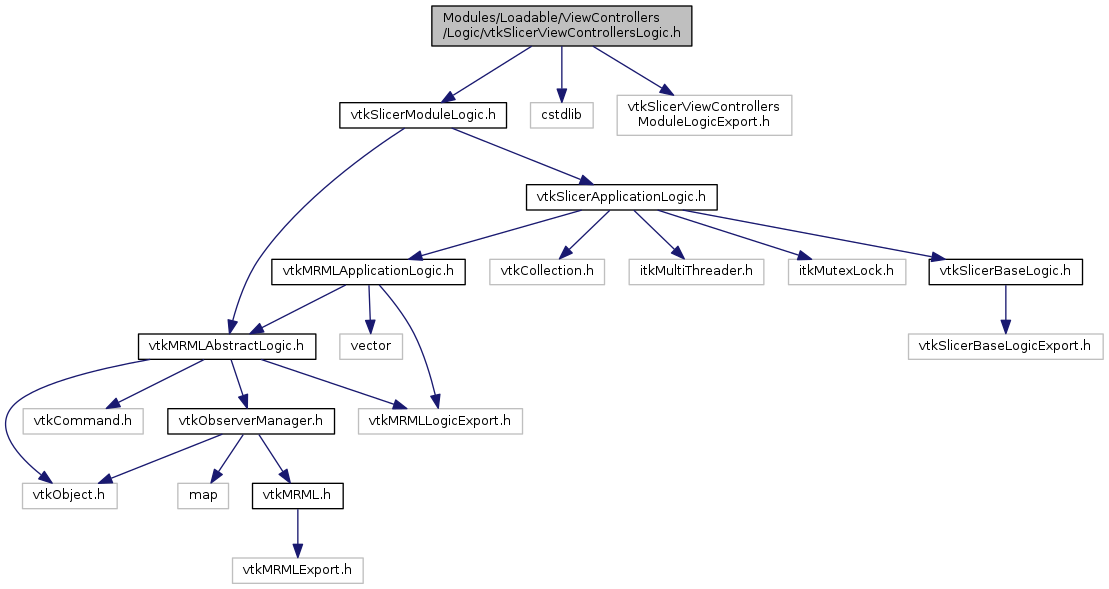 Modules/Loadable/ViewControllers
/Logic/vtkSlicerViewControllersLogic.h
vtkSlicerModuleLogic.h
cstdlib
vtkSlicerViewControllers
ModuleLogicExport.h
vtkSlicerApplicationLogic.h
vtkMRMLApplicationLogic.h
vtkCollection.h
itkMultiThreader.h
itkMutexLock.h
vtkSlicerBaseLogic.h
vtkMRMLAbstractLogic.h
vector
vtkSlicerBaseLogicExport.h
vtkCommand.h
vtkObserverManager.h
vtkMRMLLogicExport.h
vtkObject.h
map
vtkMRML.h
vtkMRMLExport.h